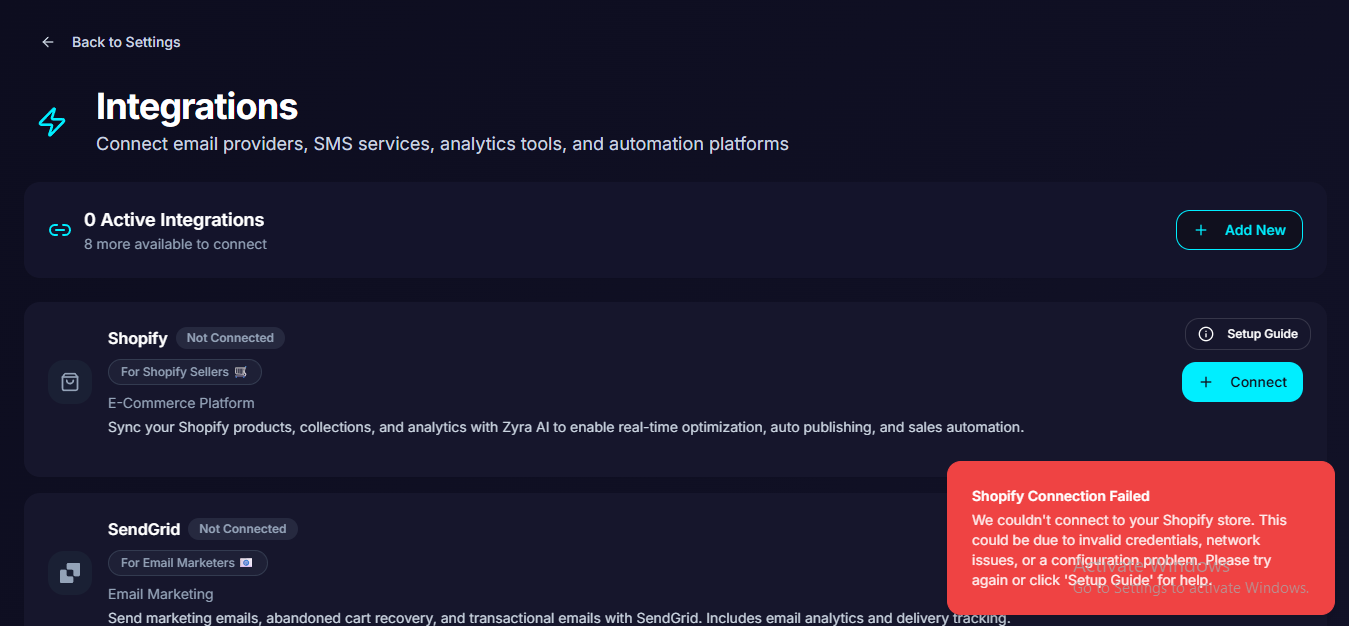 Back to Settings
Integrations
Connect email providers, SMS services, analytics tools, and automation platforms
0 Active Integrations
8 more available to connect
Add New
Shopify
Not Connected
Setup Guide
For Shopify Sellers 🛒
Connect
E-Commerce Platform
Sync your Shopify products, collections, and analytics with Zyra AI to enable real-time optimization, auto publishing, and sales automation.
SendGrid
Not Connected
For Email Marketers 📧
Email Marketing
Send marketing emails, abandoned cart recovery, and transactional emails with SendGrid. Includes email analytics and delivery tracking.
Shopify Connection Failed
We couldn't connect to your Shopify store. This
could be due to invalid credentials, network
issues, or a configuration problem. Please try
again or click 'Setup Guide' for help.
Activate Windows
Go to Settings to activate Windows.